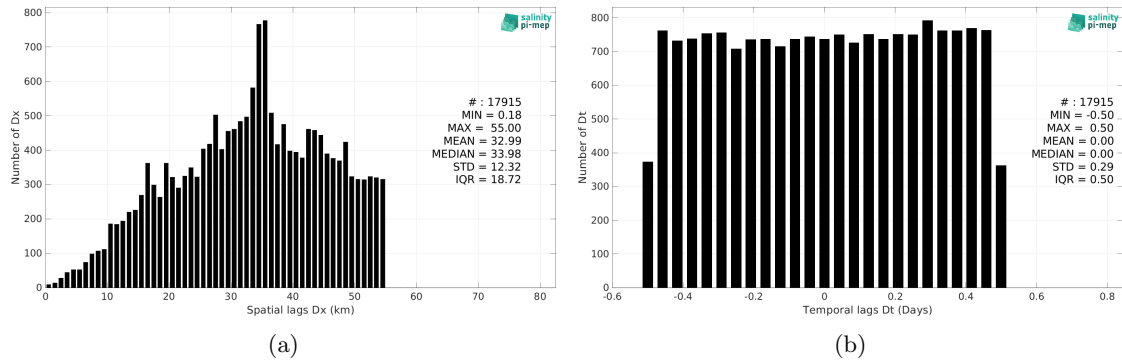 800
700
600
500
400
300
200
100
0
Number of Dx
salinity
pi-mep
# : 17915
MIN = 0.18
MAX = 55.00
MEAN = 32.99
MEDIAN = 33.98
STD = 12.32
IQR = 18.72
0 10 20 30 40 50 60 70 80
Spatial lags Dx (km)
(a)
800
700
600
500
400
300
200
100
0
Number of Dt
salinity
pi-mep
# : 17915
MIN = -0.50
MAX = 0.50
MEAN = 0.00
MEDIAN = 0.00
STD = 0.29
IQR = 0.50
-0.6 -0.4 -0.2 0 0.2 0.4 0.6 0.8
Temporal lags Dt (Days)
(b)